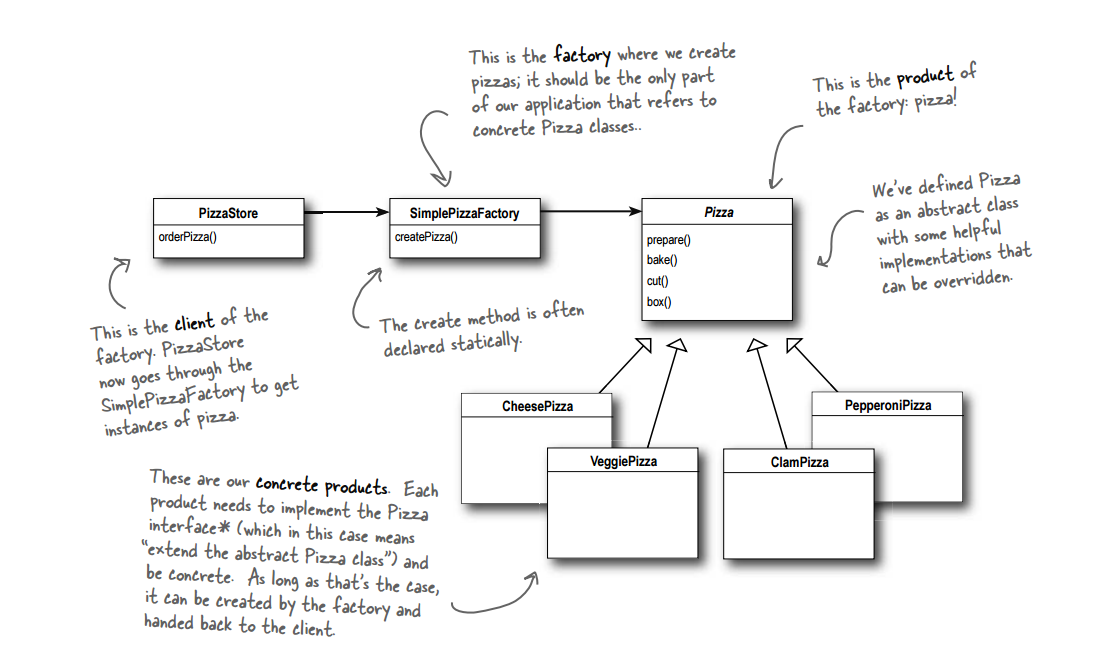 This is the factory where we create
pizzas; it should be the only part
of our application that refers to
concrete Pizza classes..
This is the product of
the factory: pizza!
PizzaStore
orderPizza()
SimplePizzaFactory
createPizza()
Pizza
prepare()
bake()
cut()
box()
We've defined Pizza
as an abstract class
with some helpful
implementations that
can be overridden.
This is the client of the
factory. PizzaStore
now goes through the
SimplePizzaFactory to get
instances of pizza.
The create method is often
declared statically.
CheesePizza
VeggiePizza
ClamPizza
PepperoniPizza
These are our concrete products. Each
product needs to implement the Pizza
interface* (which in this case means
“extend the abstract Pizza class”) and
be concrete. As long as that's the case,
it can be created by the factory and
handed back to the client.